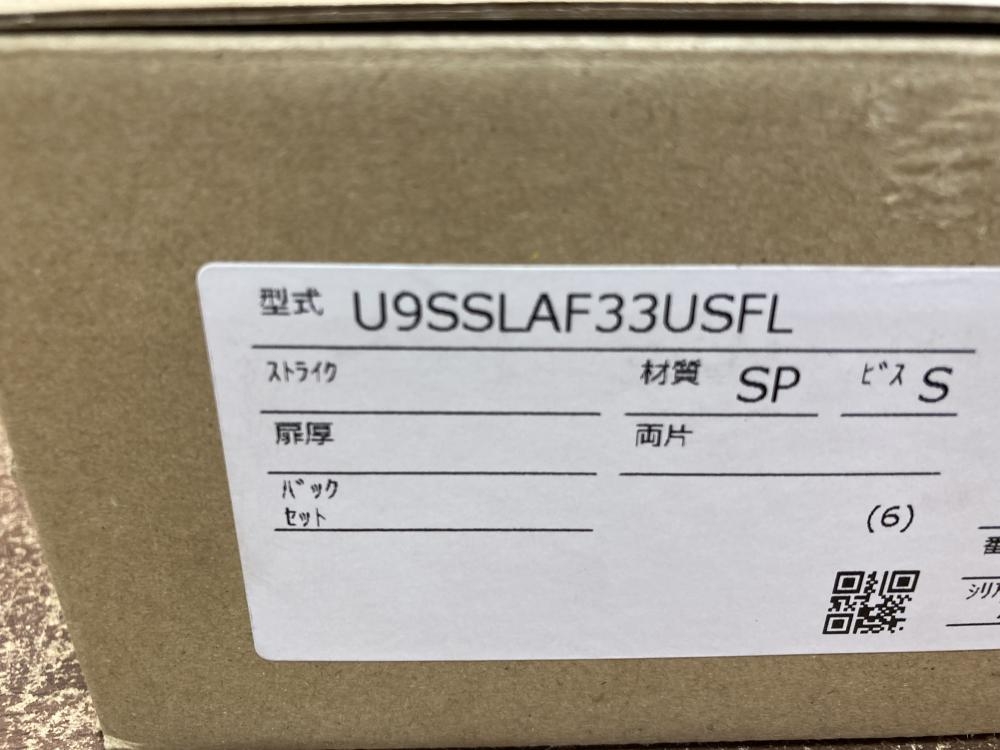 型式 U9SSLAF33USFL
ｽﾄﾗｲｸ 材質 SP ﾋﾞｽ S
扉厚 両片
ﾊﾞｯｸ
ｾｯﾄ
(6)